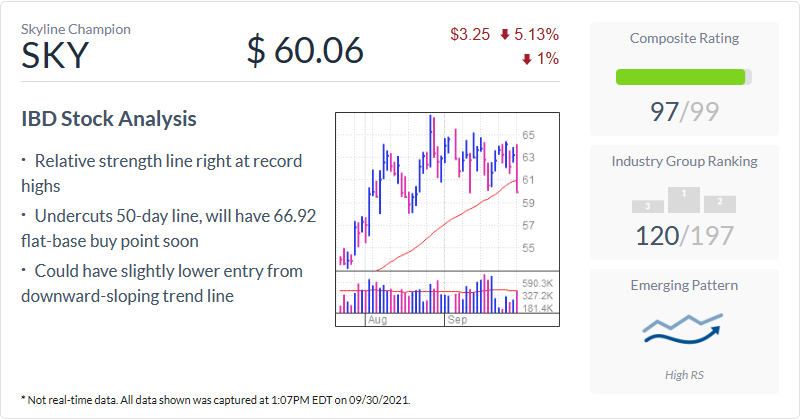 Skyline Champion
SKY
$ 60.06
$3.25 5.13%
1%
IBD Stock Analysis
· Relative strength line right at record
highs
· Undercuts 50-day line, will have 66.92
flat-base buy point soon
· Could have slightly lower entry from
downward-sloping trend line
65
63
61
59
57
55
590.3K
327.2K
181.4K
Aug
Sep
Composite Rating
97/99
Industry Group Ranking
3
1
2
120/197
Emerging Pattern
High RS
* Not real-time data. All data shown was captured at 1:07PM EDT on 09/30/2021.